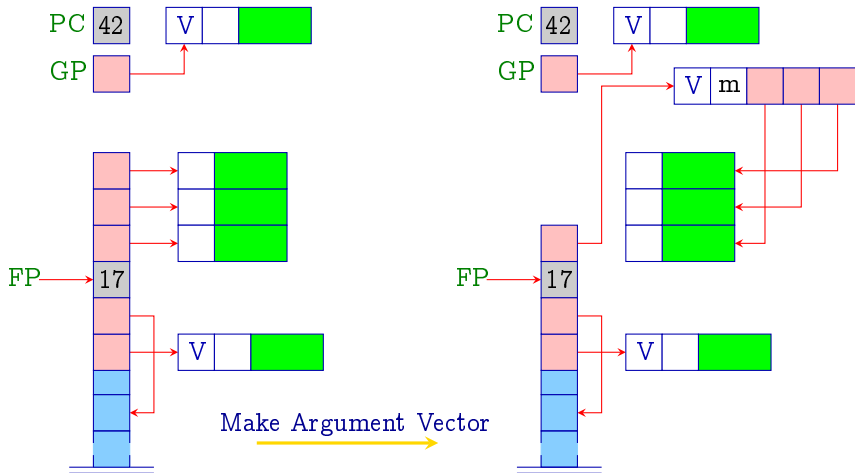 PC 42 V PC 42 V
GP GP
V m
FP 17 FP 17
V V
Make Argument Vector